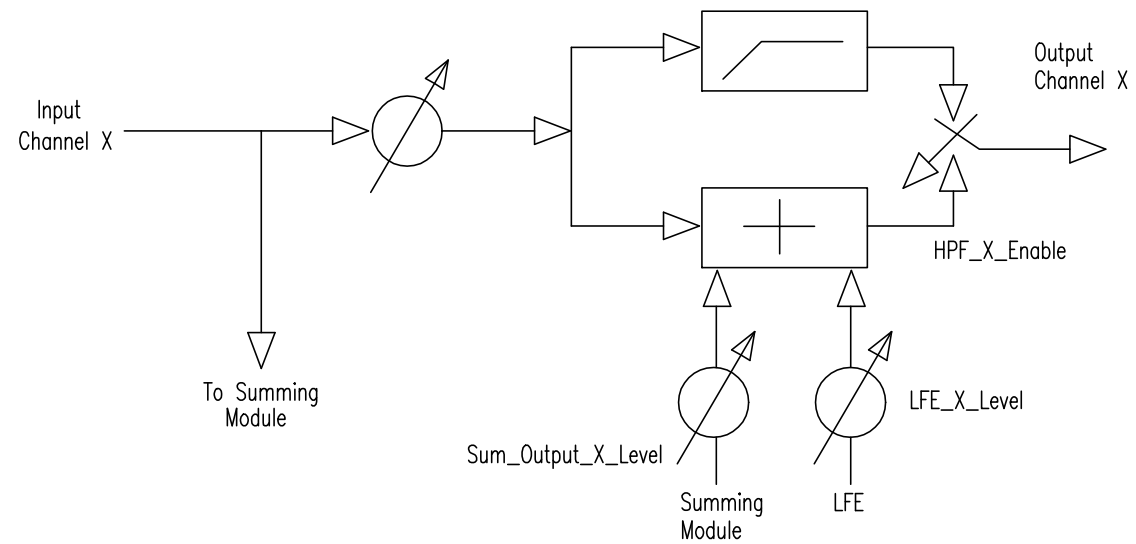 Output
Channel X
Input
Channel X
HPF_X_Enable
To Summing
Module
LFE_X_Level
Sum_Output_X_Level
Summing
Module
LFE